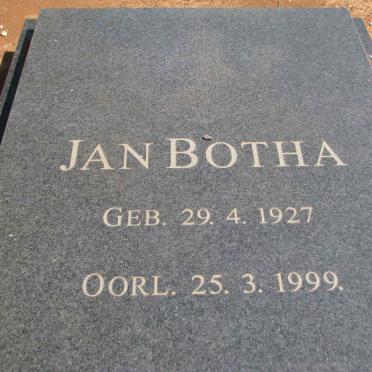 JAN BOTHA
GEB. 29. 4. 1927
OORL. 25. 3. 1999.